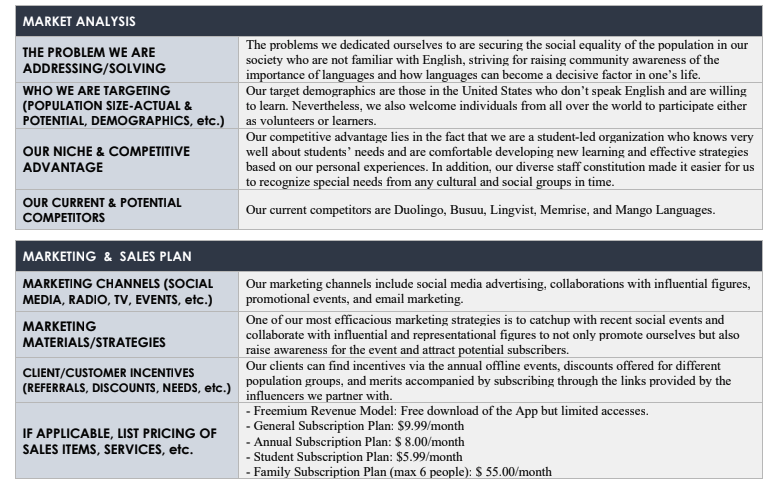 MARKET ANALYSIS
THE PROBLEM WE ARE
ADDRESSING/SOLVING
The problems we dedicated ourselves to are securing the social equality of the population in our
society who are not familiar with English, striving for raising community awareness of the
importance of languages and how languages can become a decisive factor in one's life.
WHO WE ARE TARGETING
(POPULATION SIZE-ACTUAL &
POTENTIAL, DEMOGRAPHICS, etc.)
Our target demographics are those in the United States who don't speak English and are willing
to learn. Nevertheless, we also welcome individuals from all over the world to participate either
as volunteers or learners.
OUR NICHE & COMPETITIVE
ADVANTAGE
Our competitive advantage lies in the fact that we are a student-led organization who knows very
well about students' needs and are comfortable developing new learning and effective strategies
based on our personal experiences. In addition, our diverse staff constitution made it easier for us
to recognize special needs from any cultural and social groups in time.
OUR CURRENT & POTENTIAL
COMPETITORS
Our current competitors are Duolingo, Busuu, Lingvist, Memrise, and Mango Languages.
MARKETING & SALES PLAN
MARKETING CHANNELS (SOCIAL
MEDIA, RADIO, TV, EVENTS, etc.)
Our marketing channels include social media advertising, collaborations with influential figures,
promotional events, and email marketing.
MARKETING
MATERIALS/STRATEGIES
One of our most efficacious marketing strategies is to catchup with recent social events and
collaborate with influential and representational figures to not only promote ourselves but also
raise awareness for the event and attract potential subscribers.
CLIENT/CUSTOMER INCENTIVES
(REFERRALS, DISCOUNTS, NEEDS, etc.)
Our clients can find incentives via the annual offline events, discounts offered for different
population groups, and merits accompanied by subscribing through the links provided by the
influencers we partner with.
IF APPLICABLE, LIST PRICING OF
SALES ITEMS, SERVICES, etc.
- Freemium Revenue Model: Free download of the App but limited accesses.
- General Subscription Plan: $9.99/month
- Annual Subscription Plan: $ 8.00/month
- Student Subscription Plan: $5.99/month
- Family Subscription Plan (max 6 people): $ 55.00/month